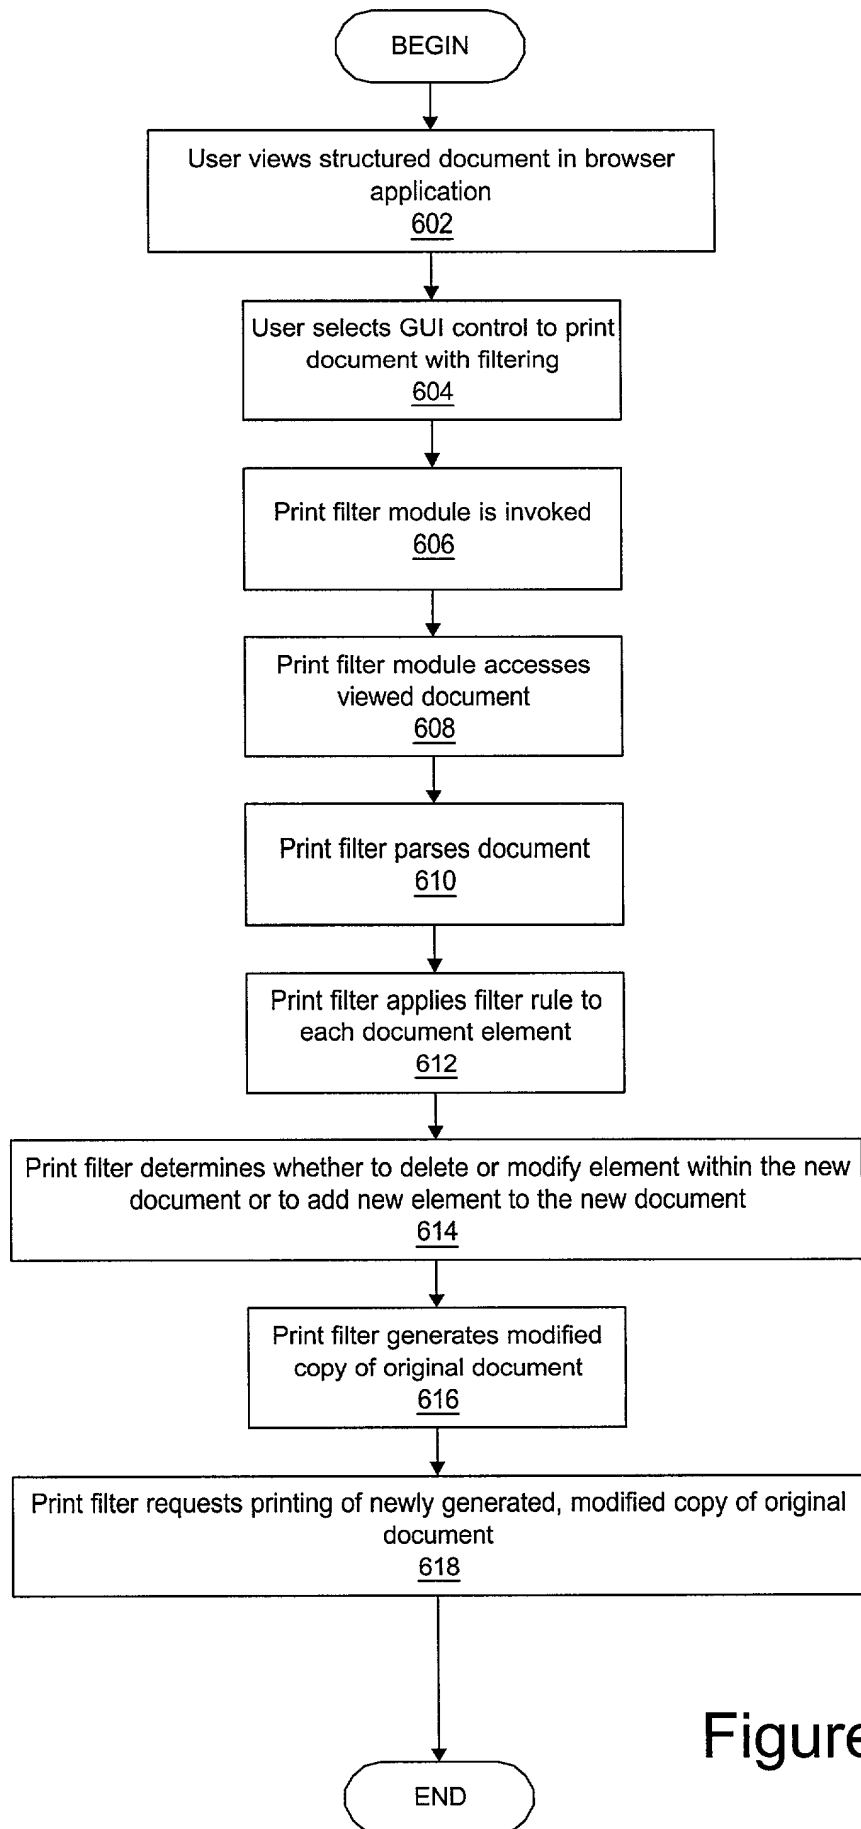 BEGIN
User views structured document in browser
application
602
User selects GUI control to print
document with filtering
604
Print filter module is invoked
606
Print filter module accesses
viewed document
608
Print filter parses document
610
Print filter applies filter rule to
each document element
612
Print filter determines whether to delete or modify element within the new
document or to add new element to the new document
614
Print filter generates modified
copy of original document
616
Print filter requests printing of newly generated, modified copy of original
document
618
Figure
END